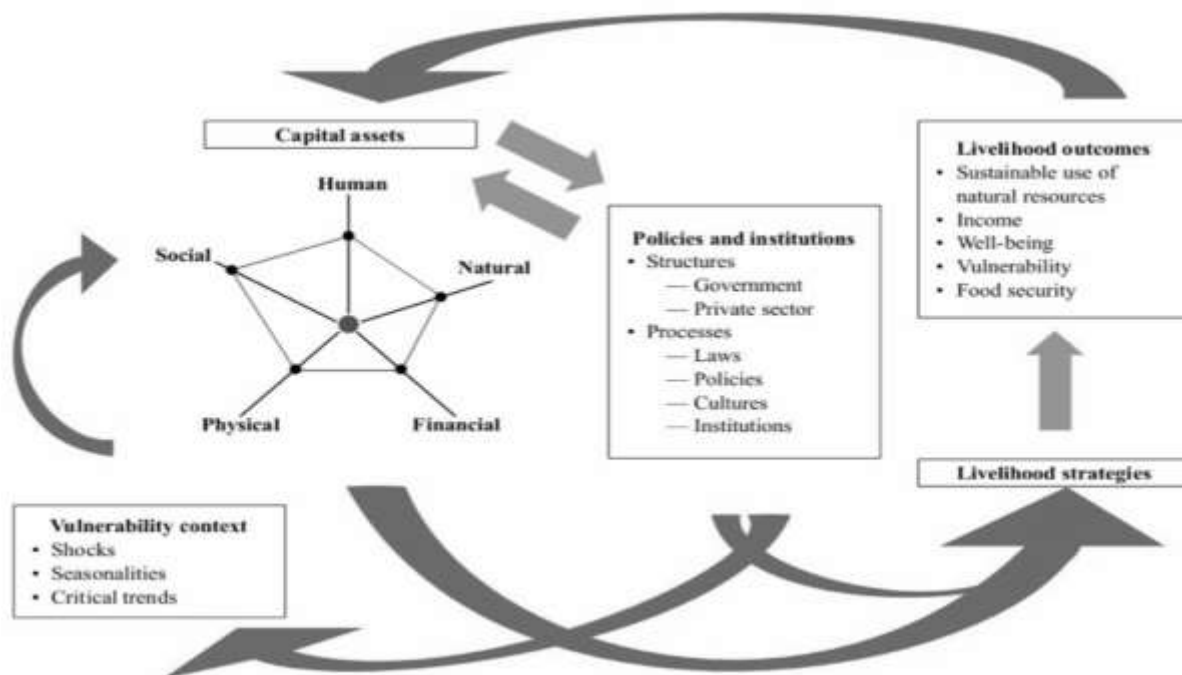 Capital assets
Human
Social
Natural
Physical
Financial
Policies and institutions
• Structures
— Government
— Private sector
• Processes
— Laws
— Policies
— Cultures
— Institutions
Livelihood outcomes
• Sustainable use of
natural resources
• Income
• Well-being
• Vulnerability
• Food security
Livelihood strategies
Vulnerability context
• Shocks
• Seasonalities
• Critical trends